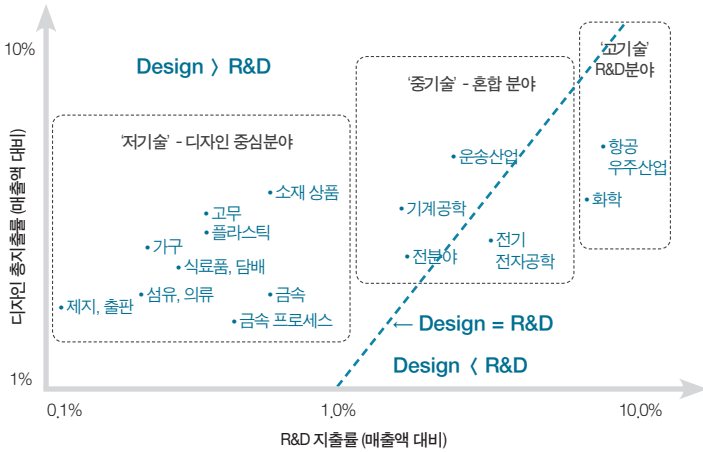 10%
Design 〉 R&D
'고기술'
R&D분야
'중기술' - 혼합 분야
'저기술' - 디자인 중심분야
운송산업
항공
우주산업
소재 상품
화학
고무
기계공학
플라스틱
가구
전기
전자공학
전분야
식료품, 담배
제지, 출판
섬유, 의류
금속
금속 프로세스
← Design = R&D
Design 〈 R&D
1%
0.1%
1.0%
10.0%
R&D 지출률 (매출액 대비)
디자인 총지출률 (매출액 대비)